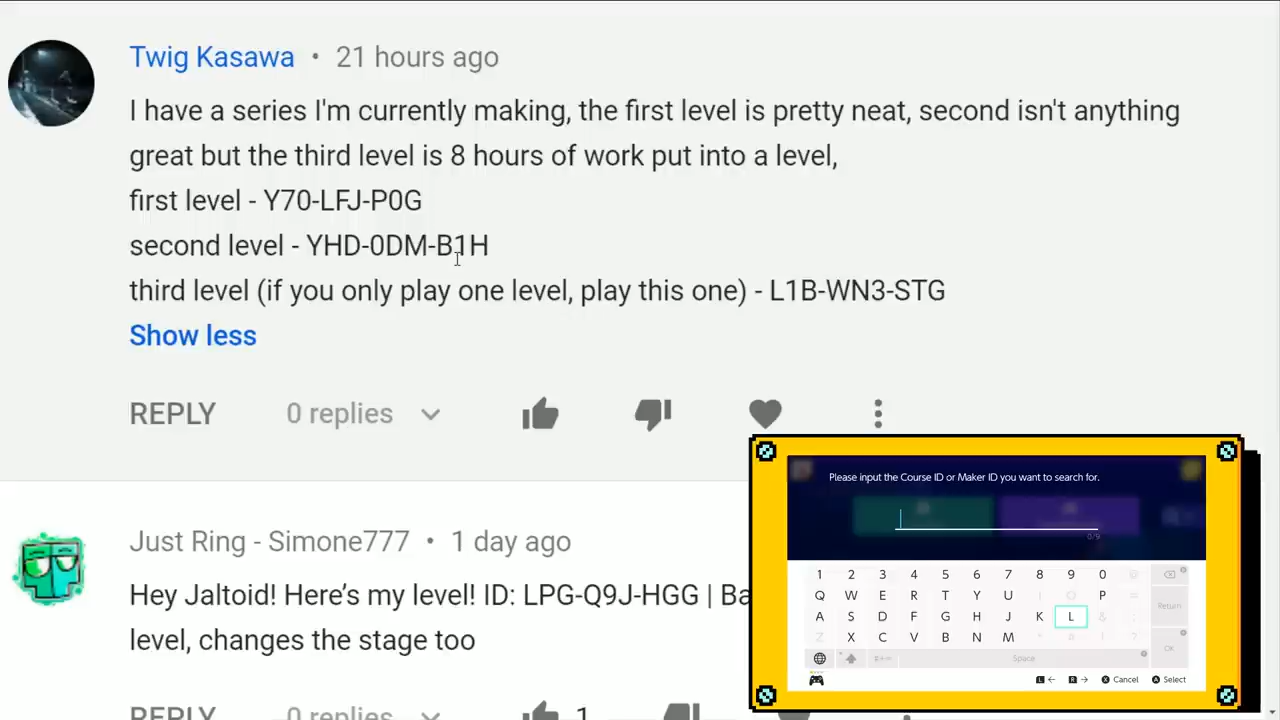 Twig Kasawa • 21 hours ago
I have a series I'm currently making, the first level is pretty neat, second isn't anything
great but the third level is 8 hours of work put into a level,
first level - Y70-LFJ-P0G
second level - YHD-0DM-B1H
third level (if you only play one level, play this one) - L1B-WN3-STG
Show less
REPLY 0 replies
Just Ring - Simone777 • 1 day ago
Hey Jaltoid! Here’s my level! ID: LPG-Q9J-HGG | Ba
level, changes the stage too
REPLY 0 replies 1
Please input the Course ID or Maker ID you want to search for.
0/9
1 2 3 4 5 6 7 8 9 0
Q W E R T Y U I O P
A S D F G H J K L
Z X C V B N M
Return
OK
Space
L ← R → X Cancel A Select